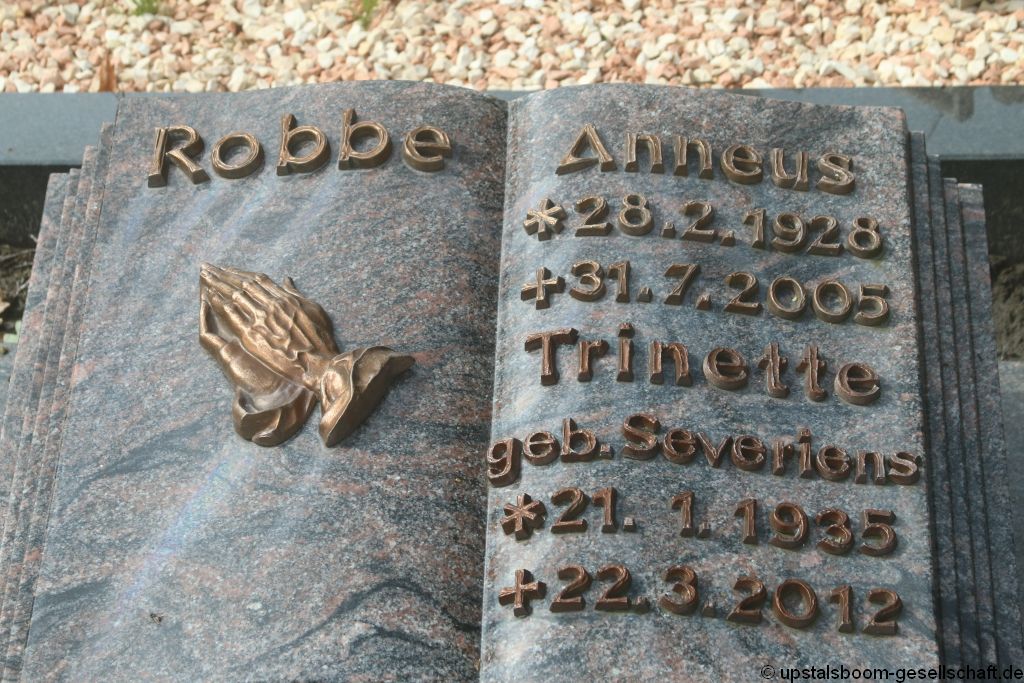 Robbe
Anneus
*28.2.1928
+31.7.2005
Trinette
geb. Severiens
*21. 1. 1935
+22.3.2012
© upstalsboom-gesellschaft.de